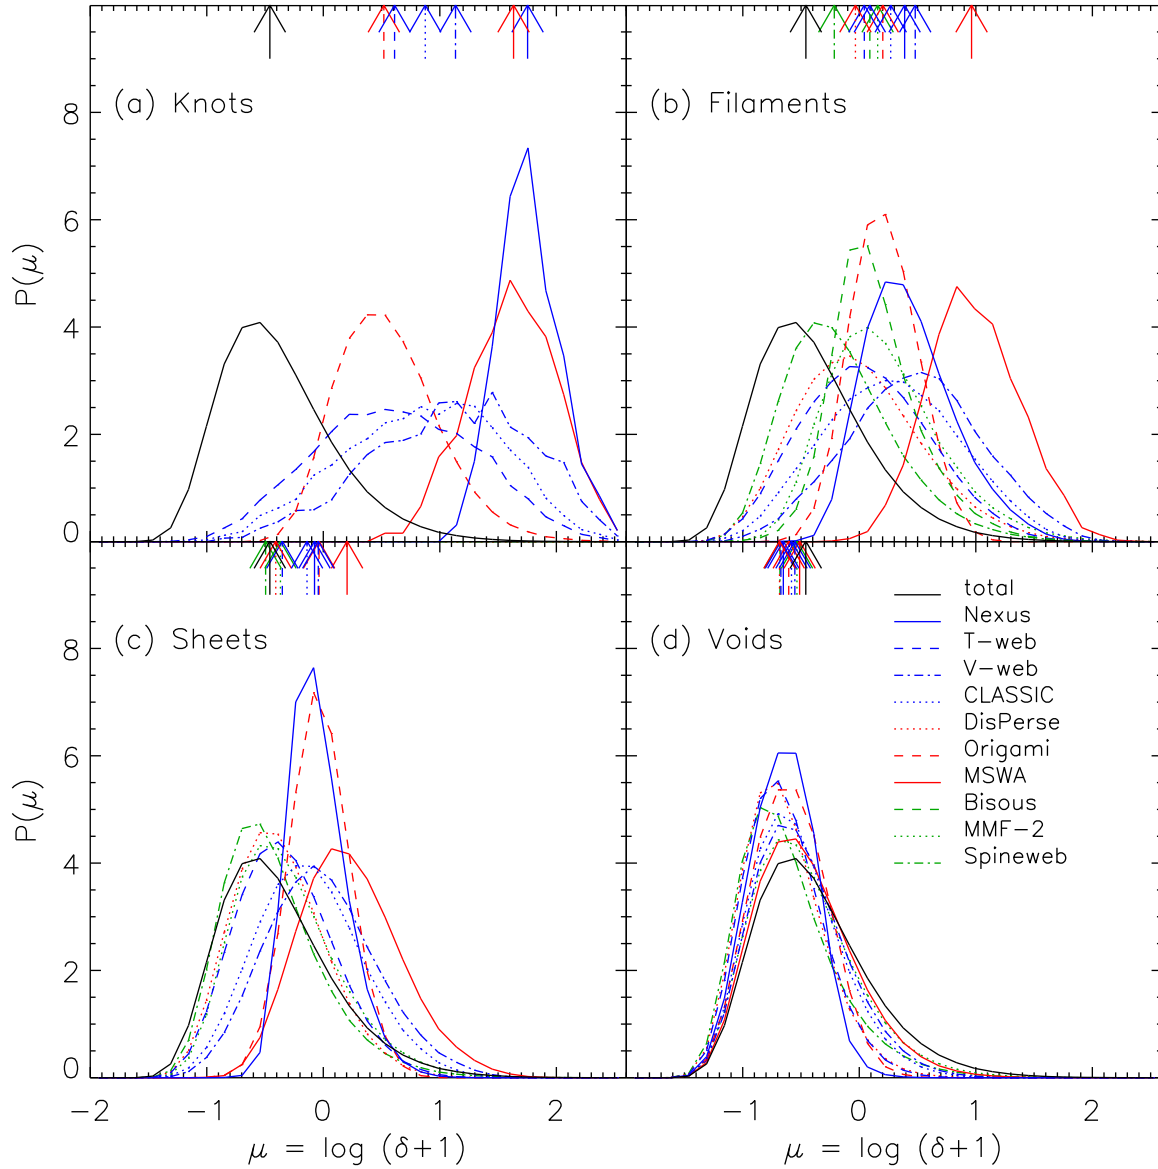 (a) Knots
(b) Filaments
8
6
4
2
0
P(μ)
(c) Sheets
(d) Voids
8
6
4
2
0
P(μ)
total
Nexus
T-web
V-web
CLASSIC
DisPerse
Origami
MSWA
Bisous
MMF-2
Spineweb
-2 -1 0 1 2
-1 0 1 2
μ = log (δ+1)
μ = log (δ+1)